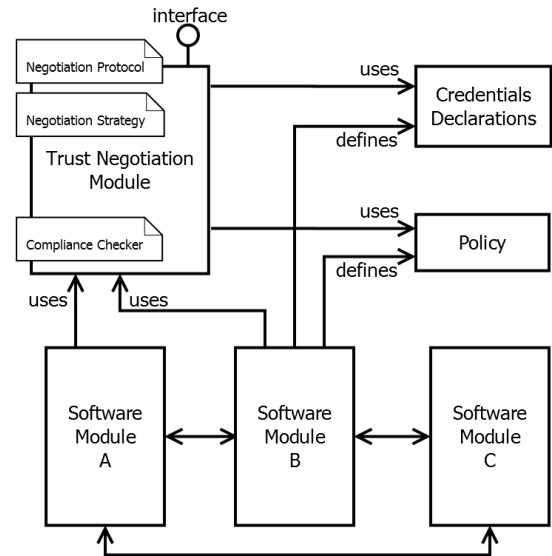 interface
Negotiation Protocol
Negotiation Strategy
Trust Negotiation
Module
Compliance Checker
uses
Credentials
Declarations
defines
uses
Policy
defines
uses
uses
Software
Module
A
Software
Module
B
Software
Module
C